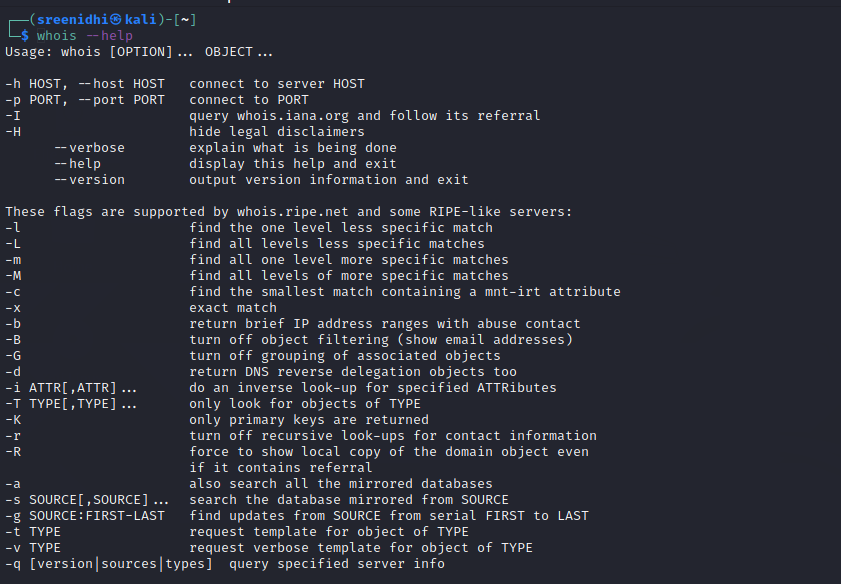 ┌──(sreenidhi㉿kali)-[~]
└─$ whois --help
Usage: whois [OPTION]... OBJECT...
-h HOST, --host HOST   connect to server HOST
-p PORT, --port PORT   connect to PORT
-I                     query whois.iana.org and follow its referral
-H                     hide legal disclaimers
      --verbose        explain what is being done
      --help           display this help and exit
      --version        output version information and exit
These flags are supported by whois.ripe.net and some RIPE-like servers:
-l                     find the one level less specific match
-L                     find all levels less specific matches
-m                     find all one level more specific matches
-M                     find all levels of more specific matches
-c                     find the smallest match containing a mnt-irt attribute
-x                     exact match
-b                     return brief IP address ranges with abuse contact
-B                     turn off object filtering (show email addresses)
-G                     turn off grouping of associated objects
-d                     return DNS reverse delegation objects too
-i ATTR[,ATTR]...      do an inverse look-up for specified ATTRibutes
-T TYPE[,TYPE]...      only look for objects of TYPE
-K                     only primary keys are returned
-r                     turn off recursive look-ups for contact information
-R                     force to show local copy of the domain object even
                       if it contains referral
-a                     also search all the mirrored databases
-s SOURCE[,SOURCE]...  search the database mirrored from SOURCE
-g SOURCE:FIRST-LAST   find updates from SOURCE from serial FIRST to LAST
-t TYPE                request template for object of TYPE
-v TYPE                request verbose template for object of TYPE
-q [version|sources|types]  query specified server info